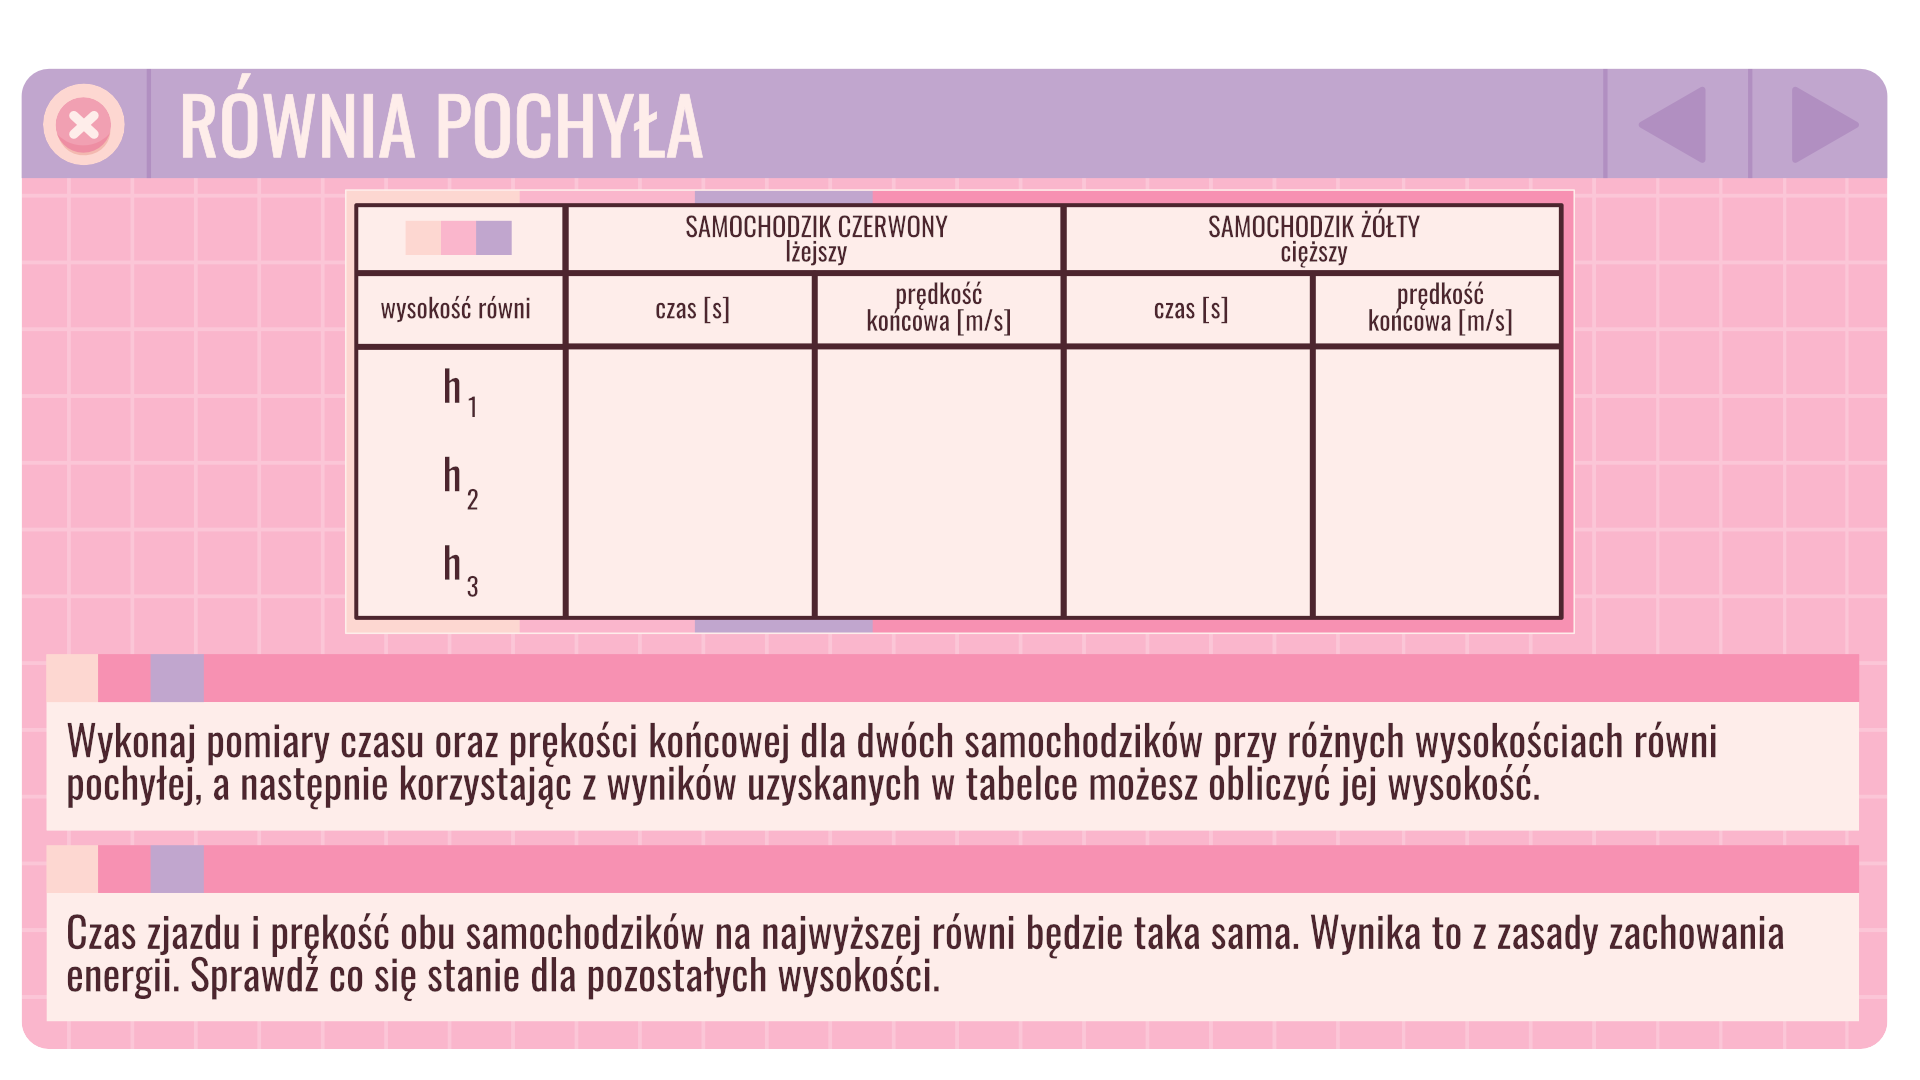 RÓWNIA POCHYŁA
SAMOCHODZIK CZERWONY
lżejszy
SAMOCHODZIK ŻÓŁTY
cięższy
wysokość równi
czas [s]
prędkość
końcowa [m/s]
czas [s]
prędkość
końcowa [m/s]
h 1
h 2
h 3
Wykonaj pomiary czasu oraz prękości końcowej dla dwóch samochodzików przy różnych wysokościach równi
pochyłej, a następnie korzystając z wyników uzyskanych w tabelce możesz obliczyć jej wysokość.
Czas zjazdu i prękość obu samochodzików na najwyższej równi będzie taka sama. Wynika to z zasady zachowania
energii. Sprawdź co się stanie dla pozostałych wysokości.